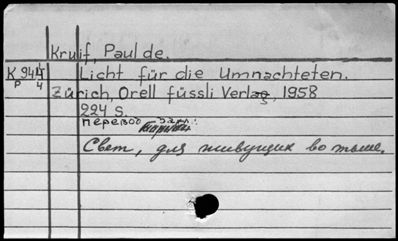 Kruif, Paul de.
K 944 Licht für die Umnachteten.
P 4
Zürich, Orell füssli Verlag, 1958
224 S.
перевод загл.:
Свет, для живущих во тьме.